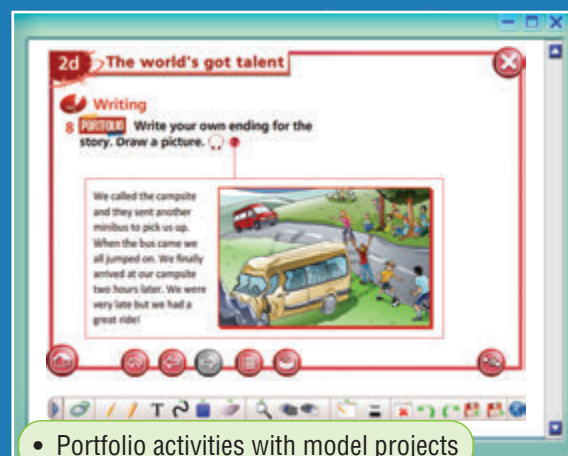 2d The world's got talent
Writing
8 PORTFOLIO Write your own ending for the
story. Draw a picture.
We called the campsite
and they sent another
minibus to pick us up.
When the bus came we
all jumped on. We finally
arrived at our campsite
two hours later. We were
very late but we had a
great ride!
T
• Portfolio activities with model projects